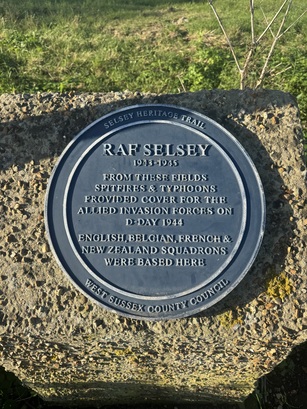 SELSEY HERITAGE TRAIL
RAF SELSEY
1943-1945
FROM THESE FIELDS
SPITFIRES & TYPHOONS
PROVIDED COVER FOR THE
ALLIED INVASION FORCES ON
D-DAY 1944
ENGLISH, BELGIAN, FRENCH &
NEW ZEALAND SQUADRONS
WERE BASED HERE
WEST SUSSEX COUNTY COUNCIL